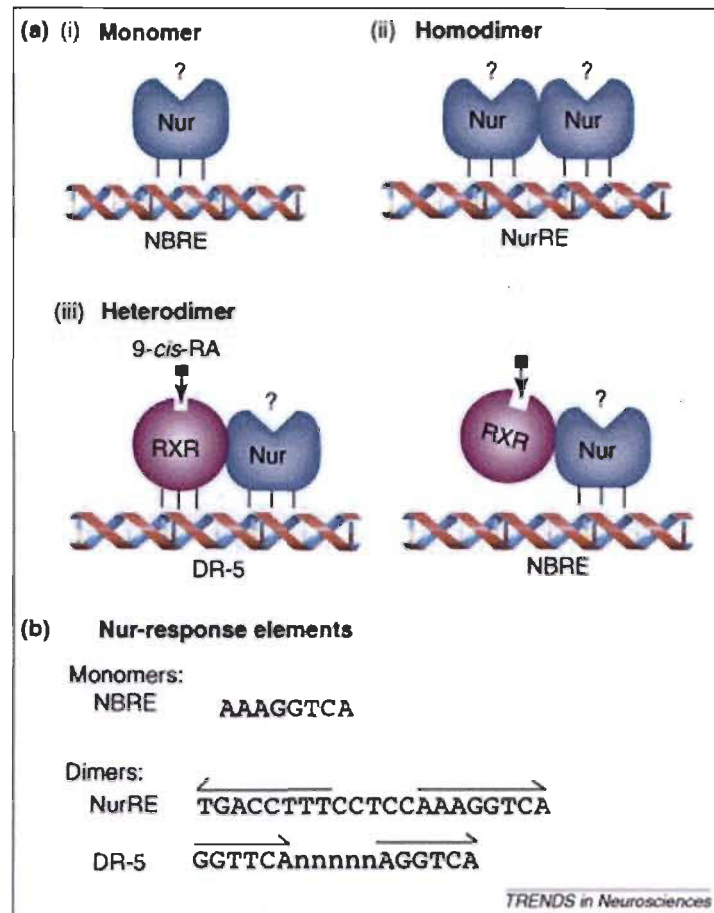 (a) (i) Monomer
(ii) Homodimer
?
Nur
NBRE
? ?
Nur Nur
NurRE
(iii) Heterodimer
9-cis-RA
?
RXR Nur
DR-5
?
RXR Nur
NBRE
(b) Nur-response elements
Monomers:
NBRE AAAGGTCA
Dimers:
NurRE TGACCTTTCCTCCAAAGGTCA
DR-5 GGTTCAnnnnnAGGTCA
TRENDS in Neurosciences